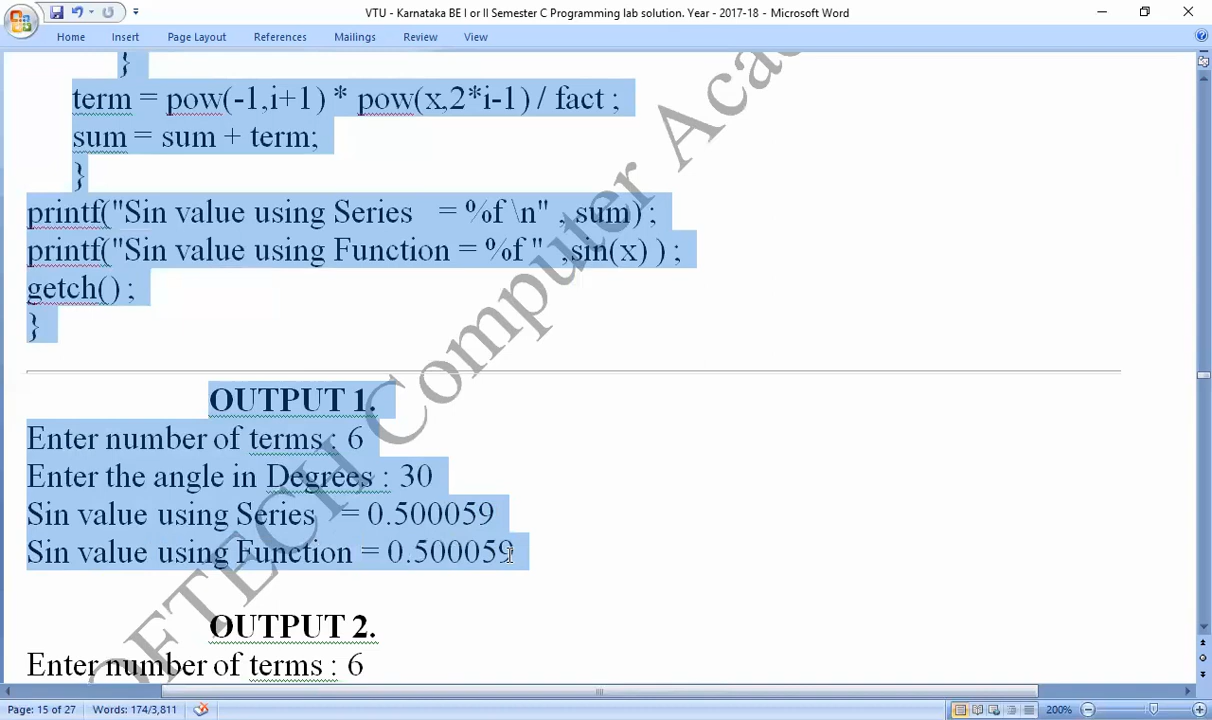 VTU - Karnataka BE I or II Semester C Programming lab solution. Year - 2017-18 - Microsoft Word
Home Insert Page Layout References Mailings Review View
}
term = pow(-1,i+1) * pow(x,2*i-1) / fact ;
sum = sum + term;
}
printf("Sin value using Series = %f \n" , sum) ;
printf("Sin value using Function = %f " ,sin(x) ) ;
getch() ;
}
OUTPUT 1.
Enter number of terms : 6
Enter the angle in Degrees : 30
Sin value using Series = 0.500059
Sin value using Function = 0.500059
OUTPUT 2.
Enter number of terms : 6
OFTECH Computer Aca
Page: 15 of 27 Words: 174/3,811 200%